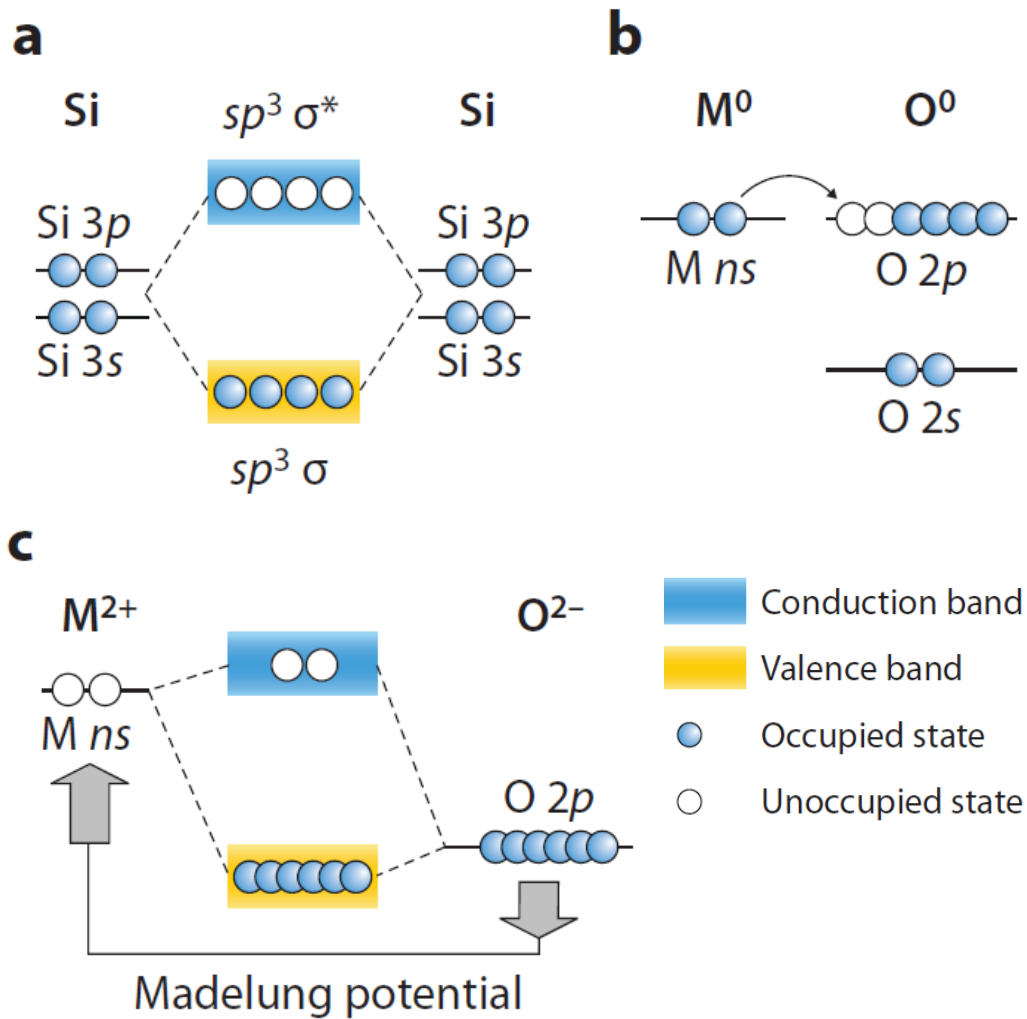 a
Si
sp³ σ*
Si
Si 3p
Si 3p
Si 3s
Si 3s
sp³ σ
b
M⁰
O⁰
M ns
O 2p
O 2s
c
M²⁺
O²⁻
M ns
O 2p
Madelung potential
Conduction band
Valence band
Occupied state
Unoccupied state